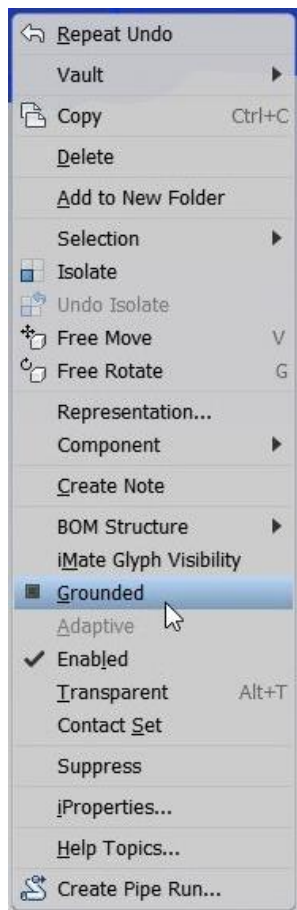 Repeat Undo
Vault
Copy Ctrl+C
Delete
Add to New Folder
Selection
Isolate
Undo Isolate
Free Move V
Free Rotate G
Representation...
Component
Create Note
BOM Structure
iMate Glyph Visibility
Grounded
Adaptive
Enabled
Transparent Alt+T
Contact Set
Suppress
iProperties...
Help Topics...
Create Pipe Run...